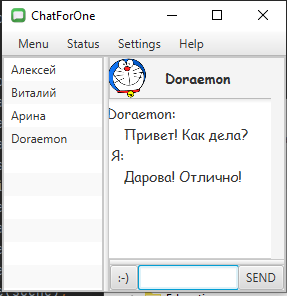 ChatForOne
Menu Status Settings Help
Алексей
Виталий
Арина
Doraemon
Doraemon
Doraemon:
Привет! Как дела?
Я:
Дарова! Отлично!
:-)
SEND